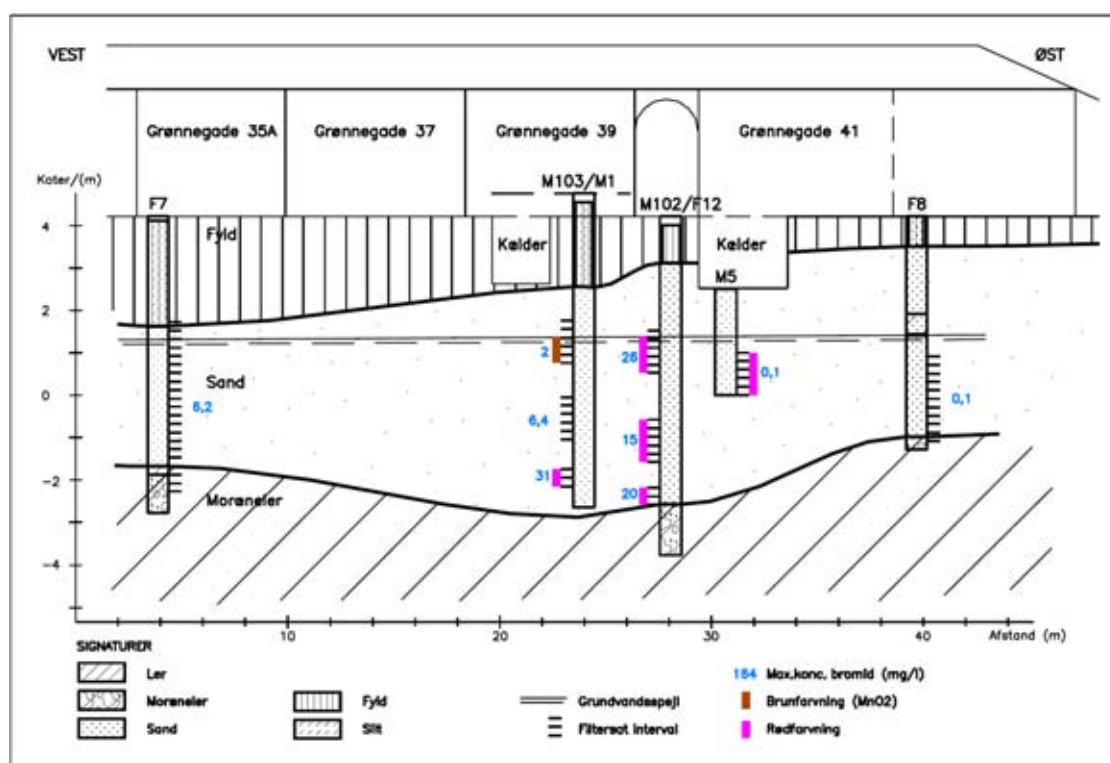 VEST
ØST
Grønnegade 35A
Grønnegade 37
Grønnegade 39
Grønnegade 41
Koter/(m)
M103/M1
F7
M102/F12
F8
4
Fyld
Kælder
Kælder
M5
2
2
26
0,1
Sand
0
6,2
6,4
15
0,1
31
20
-2
Moræneler
-4
10
20
30
40
Afstand (m)
SIGNATURER
Ler
164 Max.konc. bromid (mg/l)
Moræneler
Fyld
Grundvandsspejl
Brunfarvning (MnO2)
Sand
Silt
Filtersat interval
Rødfarvning